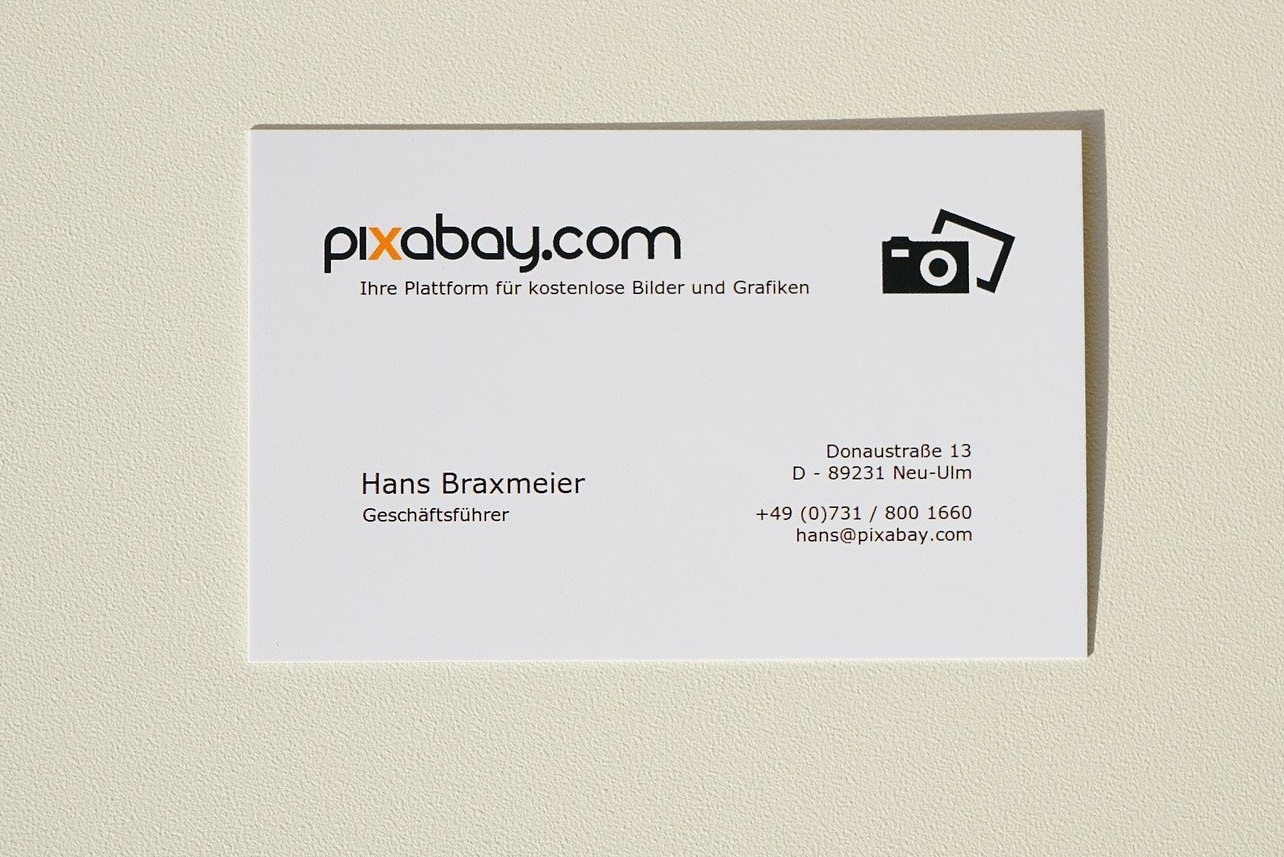 pixabay.com
Ihre Plattform für kostenlose Bilder und Grafiken
Hans Braxmeier
Geschäftsführer
Donaustraße 13
D - 89231 Neu-Ulm
+49 (0)731 / 800 1660
hans@pixabay.com